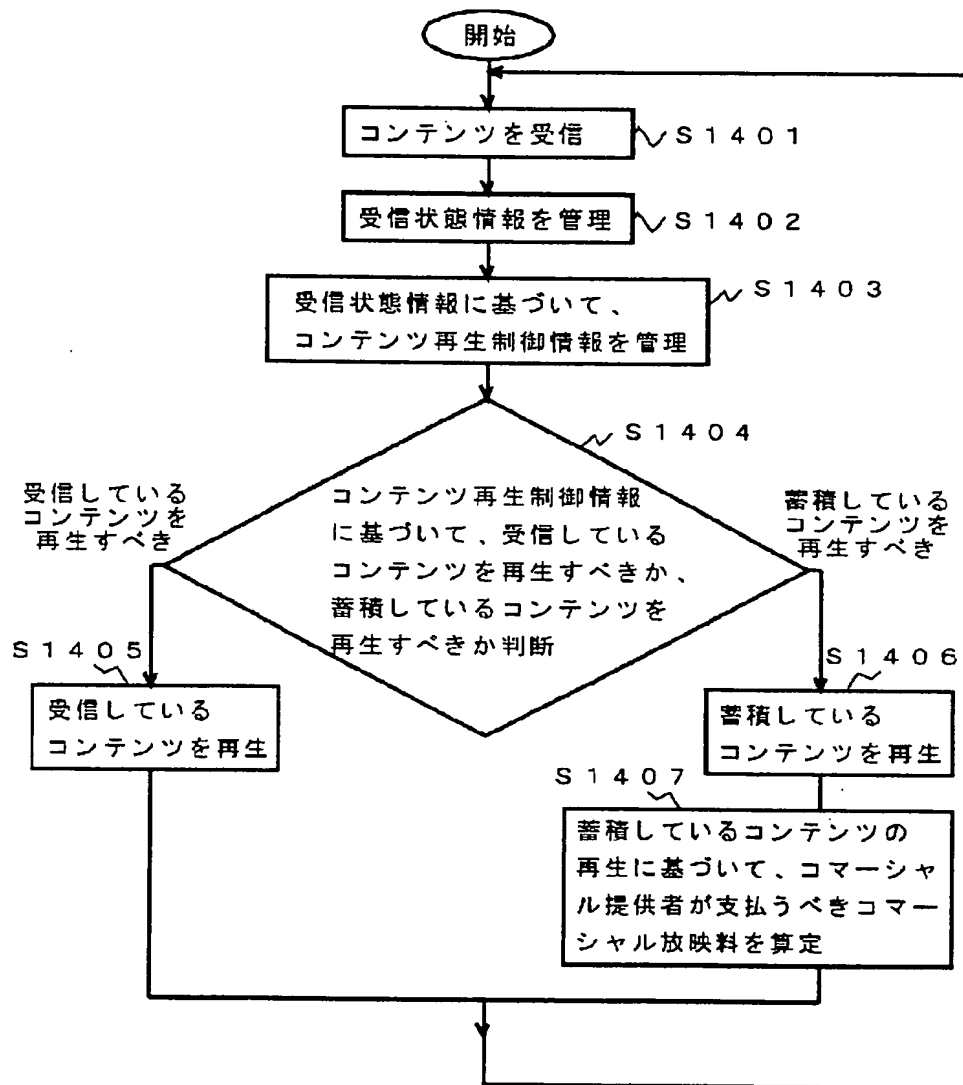 開始
コンテンツを受信
S1401
受信状態情報を管理
S1402
受信状態情報に基づいて、
コンテンツ再生制御情報を管理
S1403
S1404
コンテンツ再生制御情報
に基づいて、受信している
コンテンツを再生すべきか、
蓄積しているコンテンツを
再生すべきか判断
受信している
コンテンツを
再生すべき
蓄積している
コンテンツを
再生すべき
S1405
受信している
コンテンツを再生
S1406
蓄積している
コンテンツを再生
S1407
蓄積しているコンテンツの
再生に基づいて、コマーシャ
ル提供者が支払うべきコマー
シャル放映料を算定